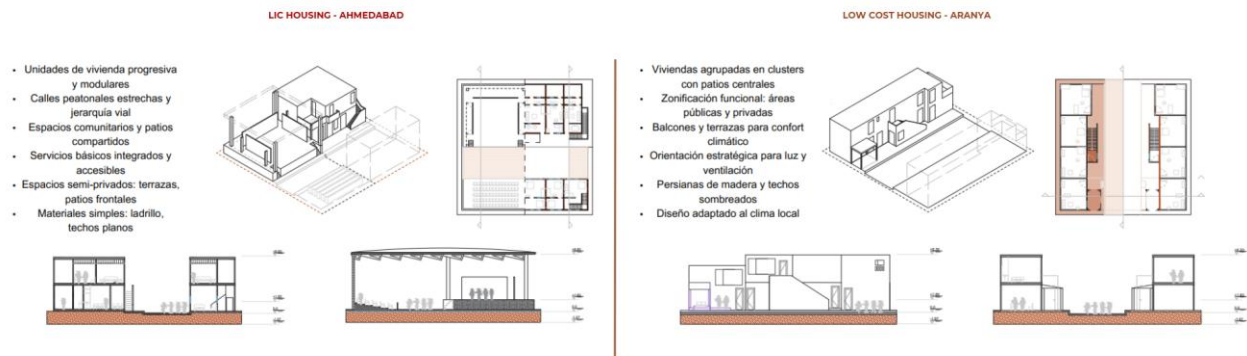 LIC HOUSING - AHMEDABAD
• Unidades de vivienda progresiva
y modulares
• Calles peatonales estrechas y
jerarquía vial
• Espacios comunitarios y patios
compartidos
• Servicios básicos integrados y
accesibles
• Espacios semi-privados: terrazas,
patios frontales
• Materiales simples: ladrillo,
techos planos
LOW COST HOUSING - ARANYA
• Viviendas agrupadas en clusters
con patios centrales
• Zonificación funcional: áreas
públicas y privadas
• Balcones y terrazas para confort
climático
• Orientación estratégica para luz y
ventilación
• Persianas de madera y techos
sombreados
• Diseño adaptado al clima local